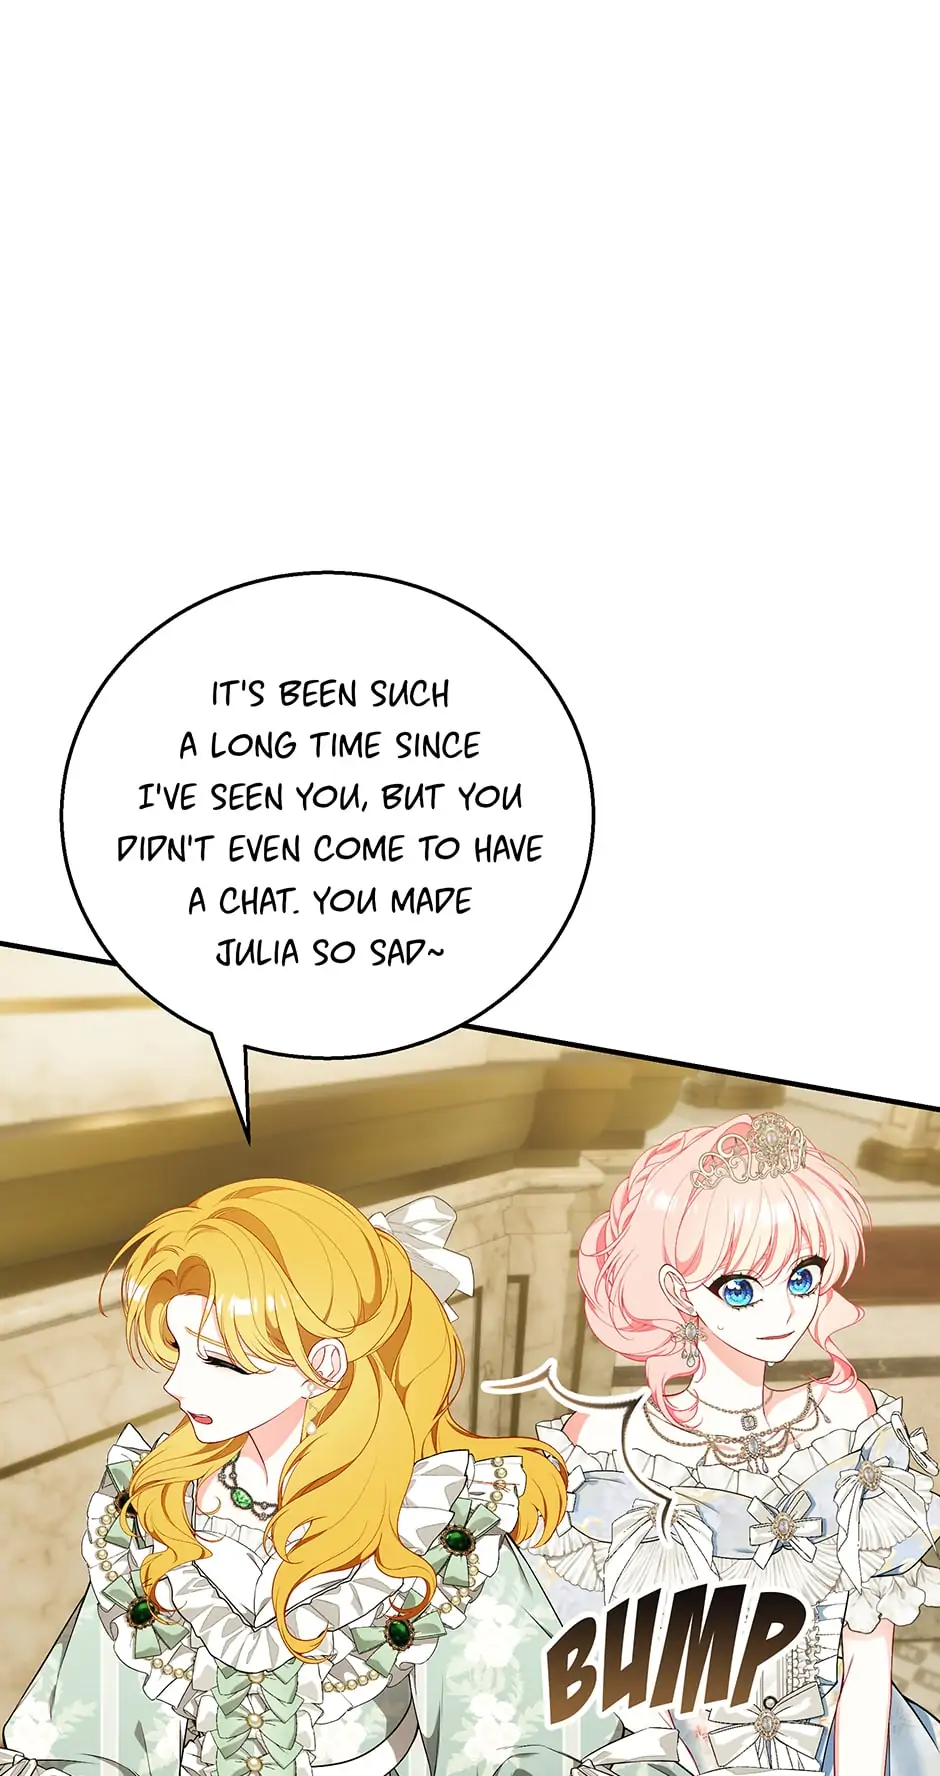 IT'S BEEN SUCH
A LONG TIME SINCE
I'VE SEEN YOU, BUT YOU
DIDN'T EVEN COME TO HAVE
A CHAT. YOU MADE
JULIA SO SAD~
BUMP